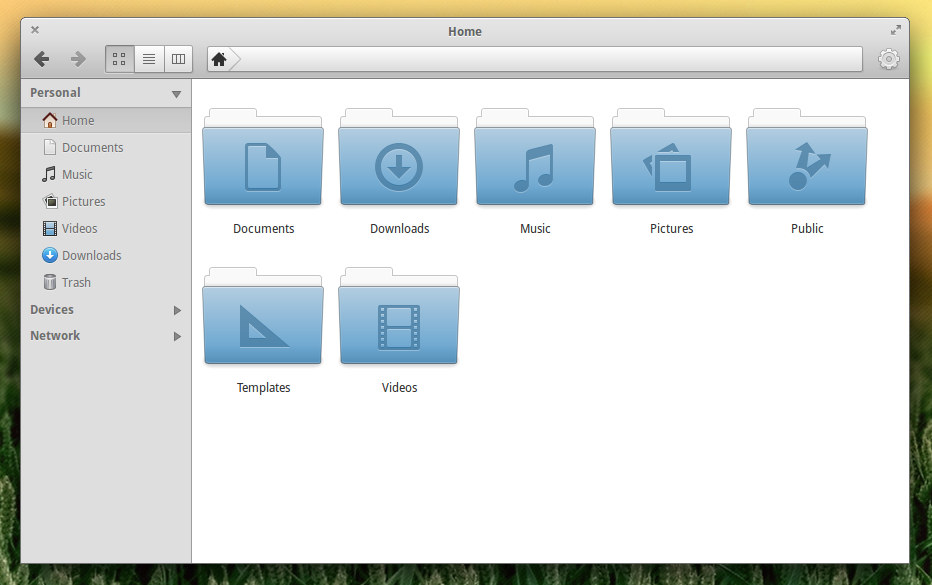 Home
Personal
Home
Documents
Music
Pictures
Videos
Downloads
Trash
Devices
Network
Documents
Downloads
Music
Pictures
Public
Templates
Videos